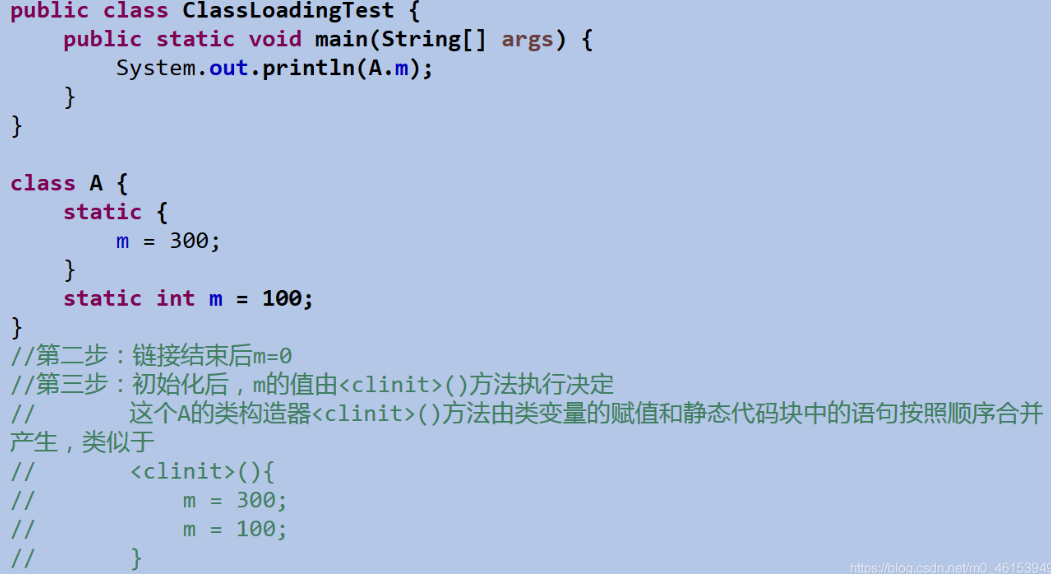 public class ClassLoadingTest {
    public static void main(String[] args) {
        System.out.println(A.m);
    }
}
class A {
    static {
        m = 300;
    }
    static int m = 100;
}
//第二步：链接结束后m=0
//第三步：初始化后，m的值由<clinit>()方法执行决定
//       这个A的类构造器<clinit>()方法由类变量的赋值和静态代码块中的语句按照顺序合并
产生，类似于
//       <clinit>(){
//           m = 300;
//           m = 100;
//       }
https://blog.csdn.net/m0_46153949